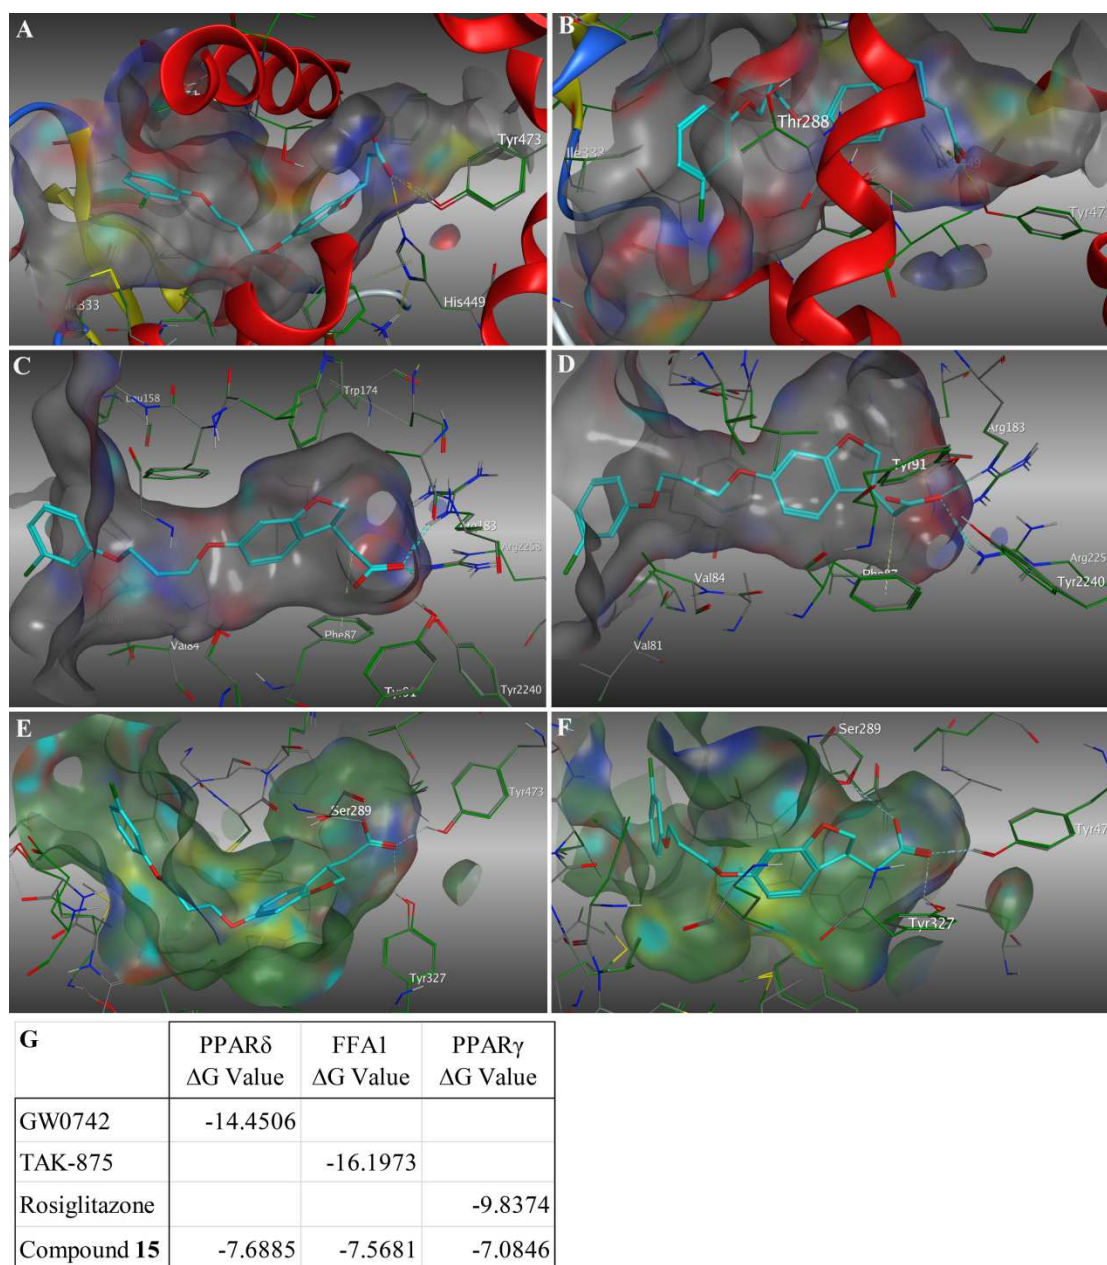 A
Tyr473
His449
B
Thr288
C
Leu158
Trp174
Arg2258
Val84
Phe87
Tyr91
Tyr2240
D
Arg183
Tyr91
Val84
Val81
Tyr2240
E
Ser289
Tyr473
Tyr327
F
Ser289
Tyr327
G PPARδ FFA1 PPARγ
ΔG Value ΔG Value ΔG Value
GW0742 -14.4506
TAK-875 -16.1973
Rosiglitazone -9.8374
Compound 15 -7.6885 -7.5681 -7.0846